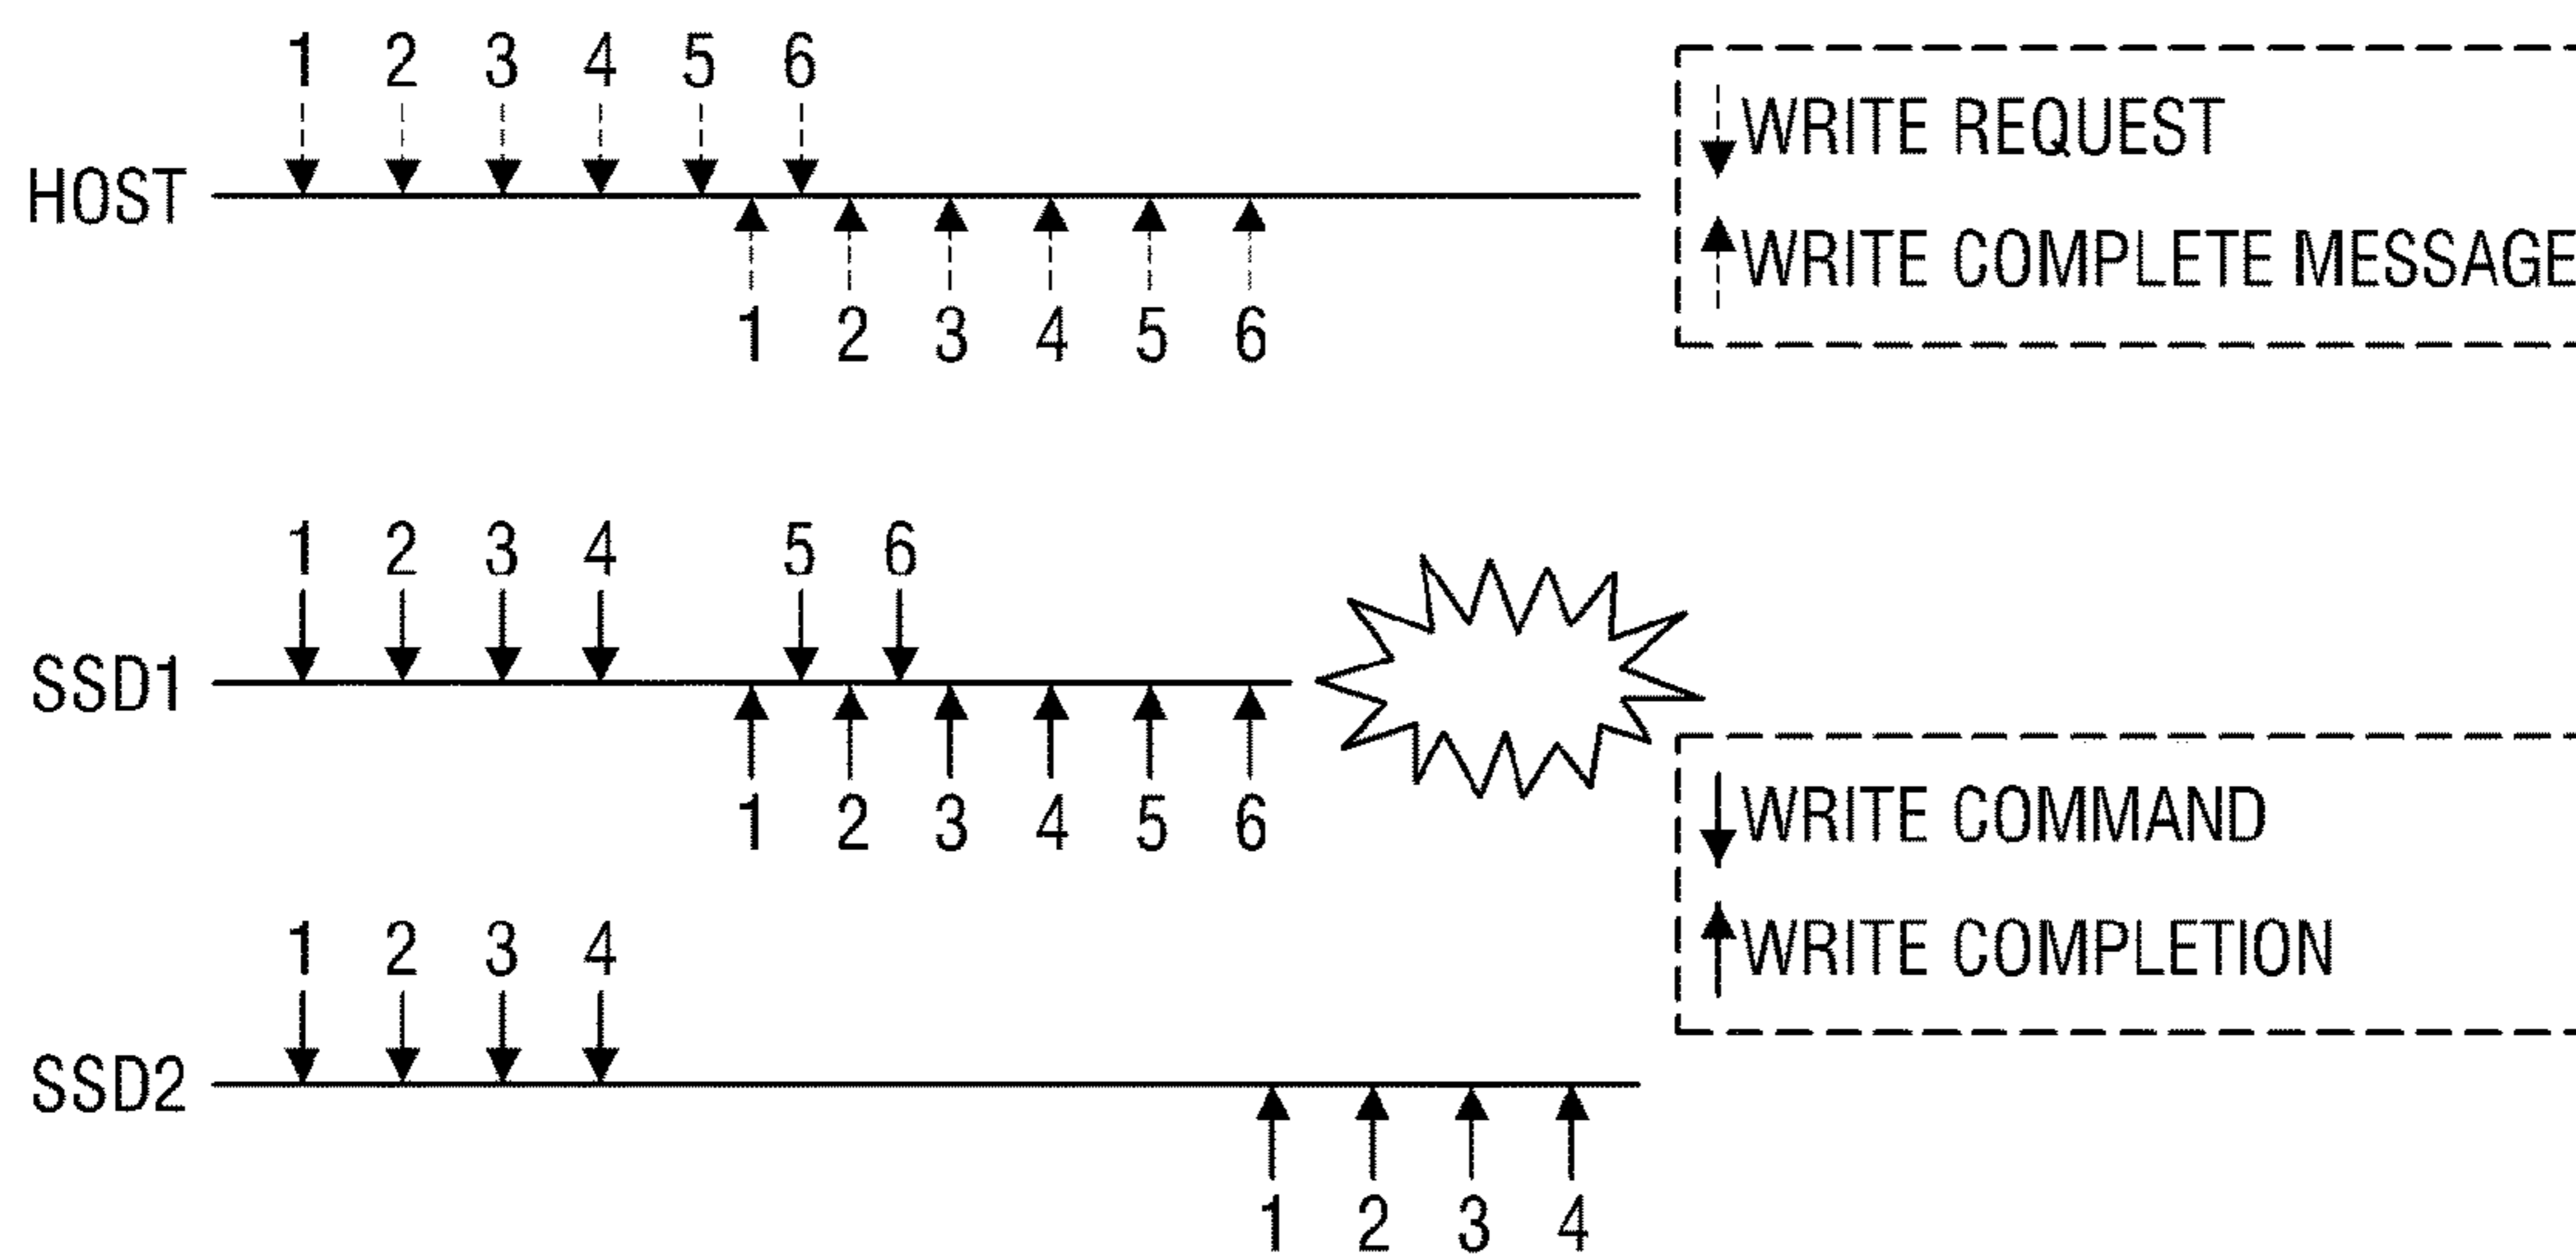 1 2 3 4 5 6
HOST
1 2 3 4 5 6
WRITE REQUEST
WRITE COMPLETE MESSAGE
1 2 3 4 5 6
SSD1
1 2 3 4 5 6
WRITE COMMAND
WRITE COMPLETION
1 2 3 4
SSD2
1 2 3 4